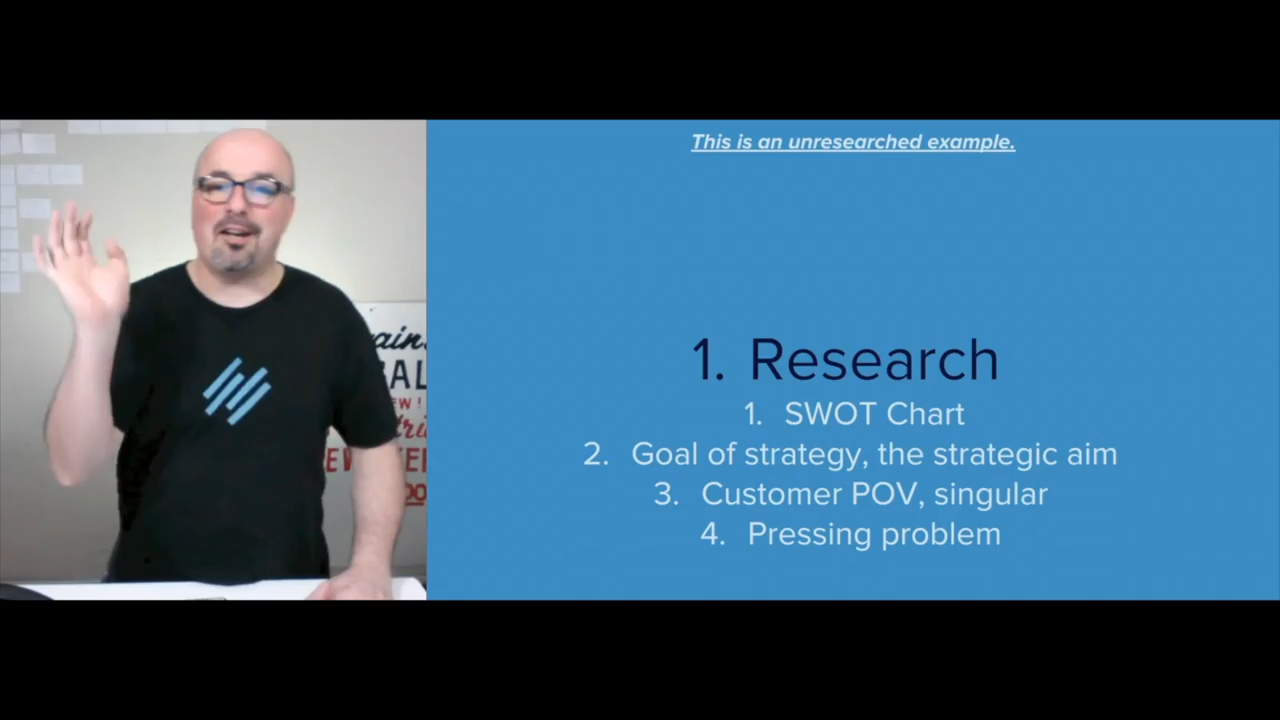 This is an unresearched example.
1. Research
1. SWOT Chart
2. Goal of strategy, the strategic aim
3. Customer POV, singular
4. Pressing problem